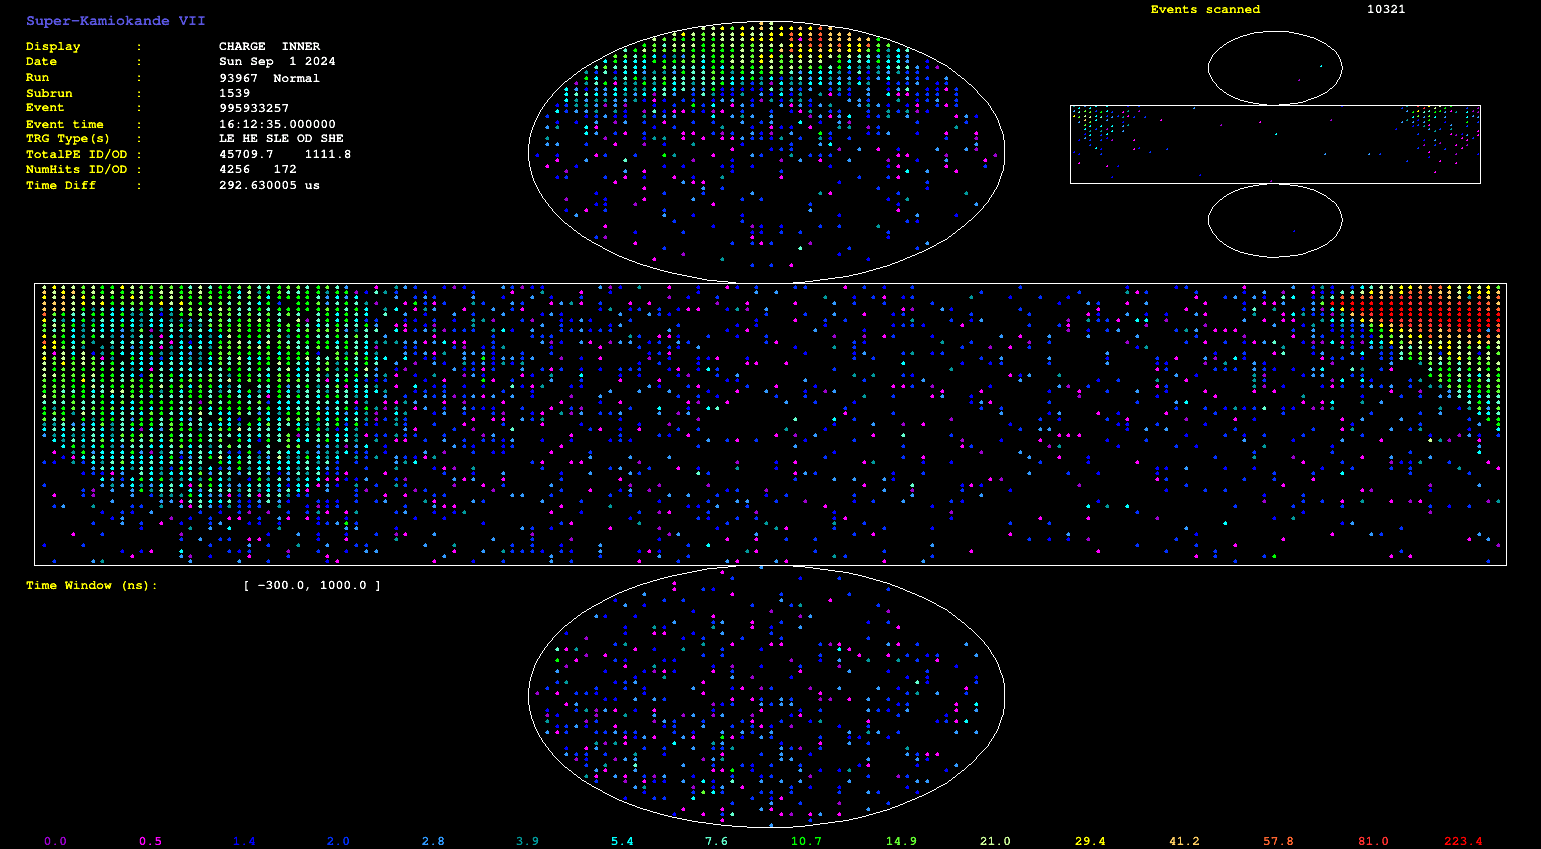 Super-Kamiokande VII
Events scanned 10321
Display : CHARGE INNER
Date : Sun Sep 1 2024
Run : 93967 Normal
Subrun : 1539
Event : 995933257
Event time : 16:12:35.000000
TRG Type(s) : LE HE SLE OD SHE
TotalPE ID/OD : 45709.7 1111.8
NumHits ID/OD : 4256 172
Time Diff : 292.630005 us
Time Window (ns): [ -300.0, 1000.0 ]
0.0 0.5 1.4 2.0 2.8 3.9 5.4 7.6 10.7 14.9 21.0 29.4 41.2 57.8 81.0 223.4